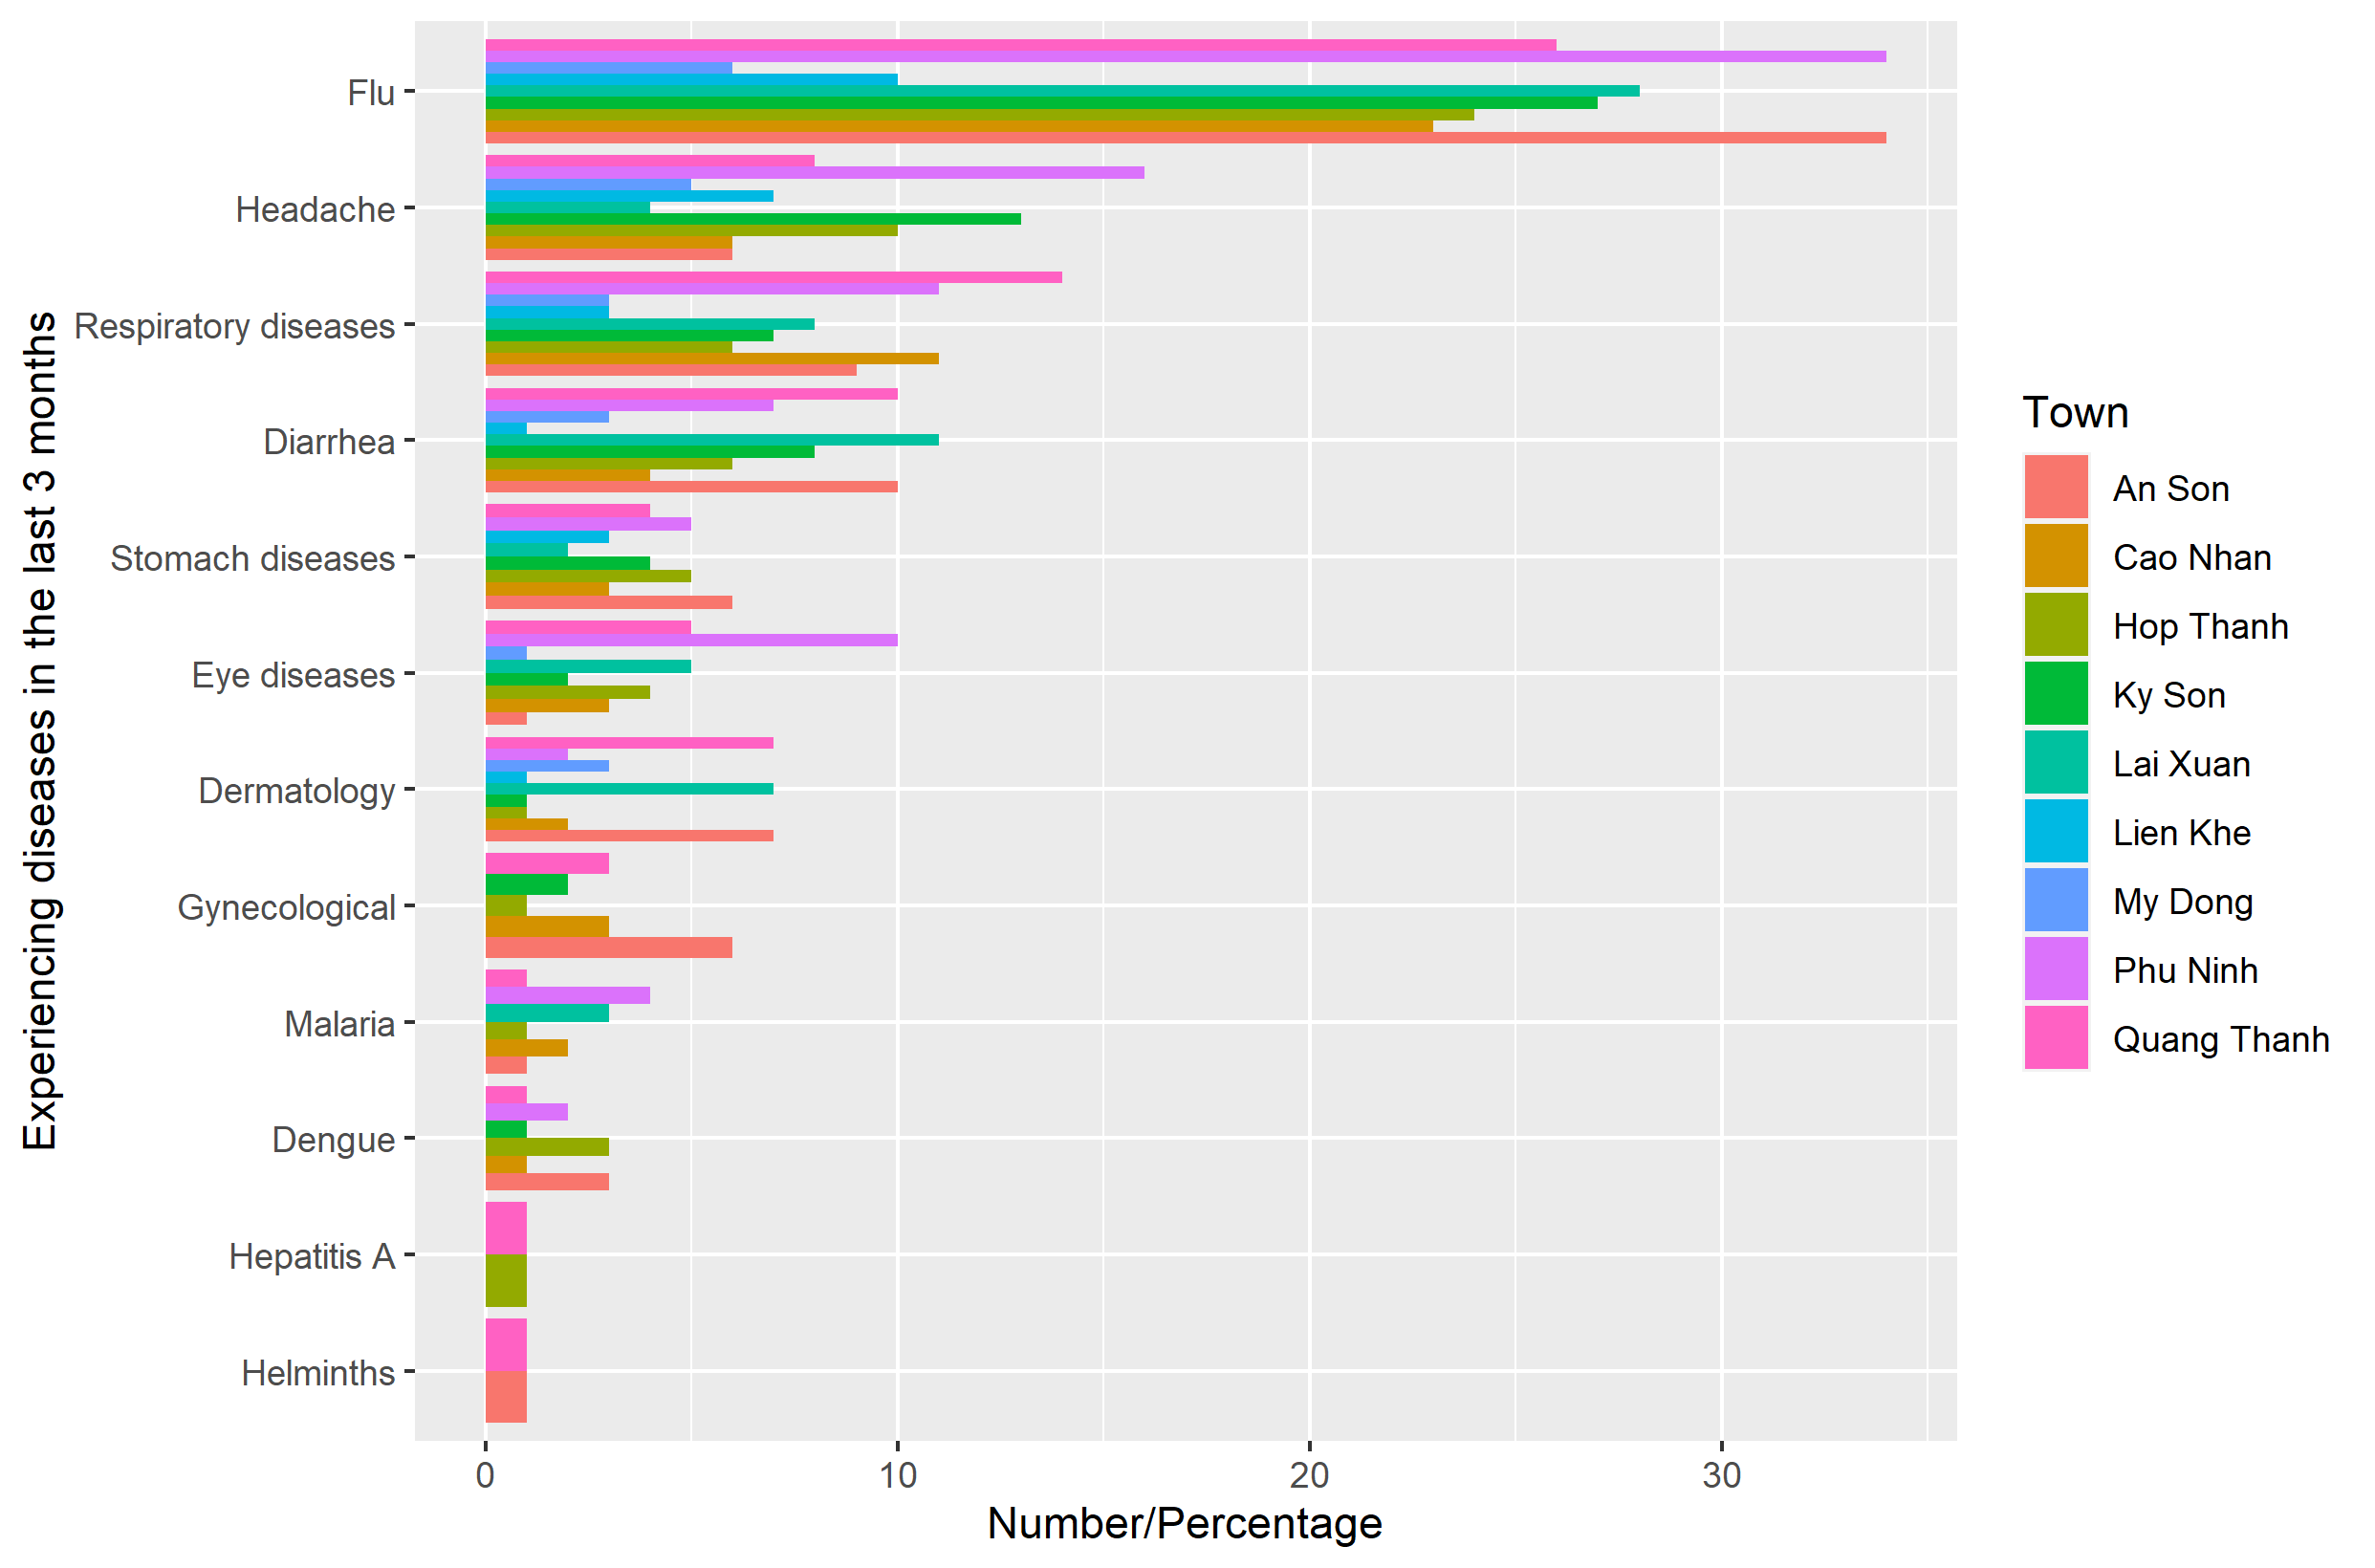 Experiencing diseases in the last 3 months
Flu
Headache
Respiratory diseases
Diarrhea
Stomach diseases
Eye diseases
Dermatology
Gynecological
Malaria
Dengue
Hepatitis A
Helminths
0 10 20 30
Number/Percentage
Town
An Son
Cao Nhan
Hop Thanh
Ky Son
Lai Xuan
Lien Khe
My Dong
Phu Ninh
Quang Thanh